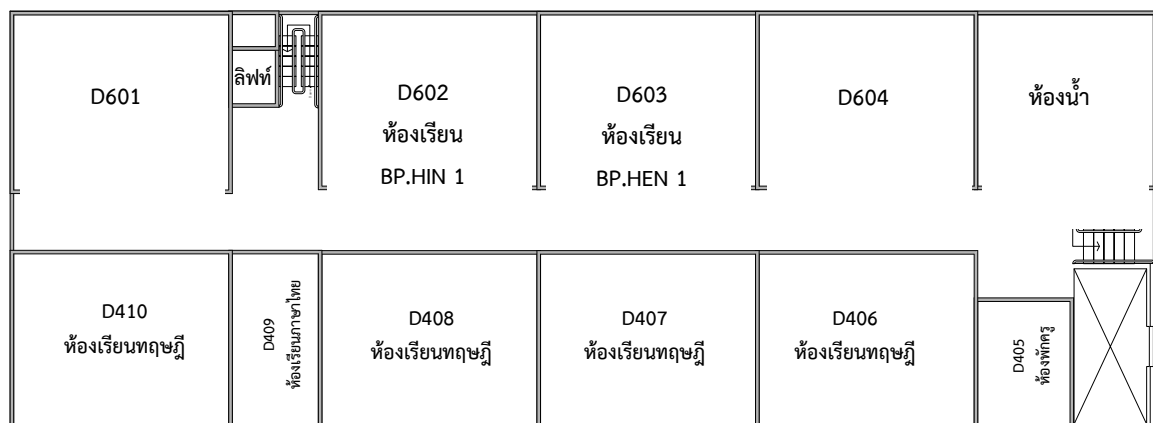 D601
ลิฟท์
D602
ห้องเรียน
BP.HIN 1
D603
ห้องเรียน
BP.HEN 1
D604
ห้องน้ำ
D410
ห้องเรียนทฤษฎี
D409
ห้องเรียนภาษาไทย
D408
ห้องเรียนทฤษฎี
D407
ห้องเรียนทฤษฎี
D406
ห้องเรียนทฤษฎี
D405
ห้องพักครู